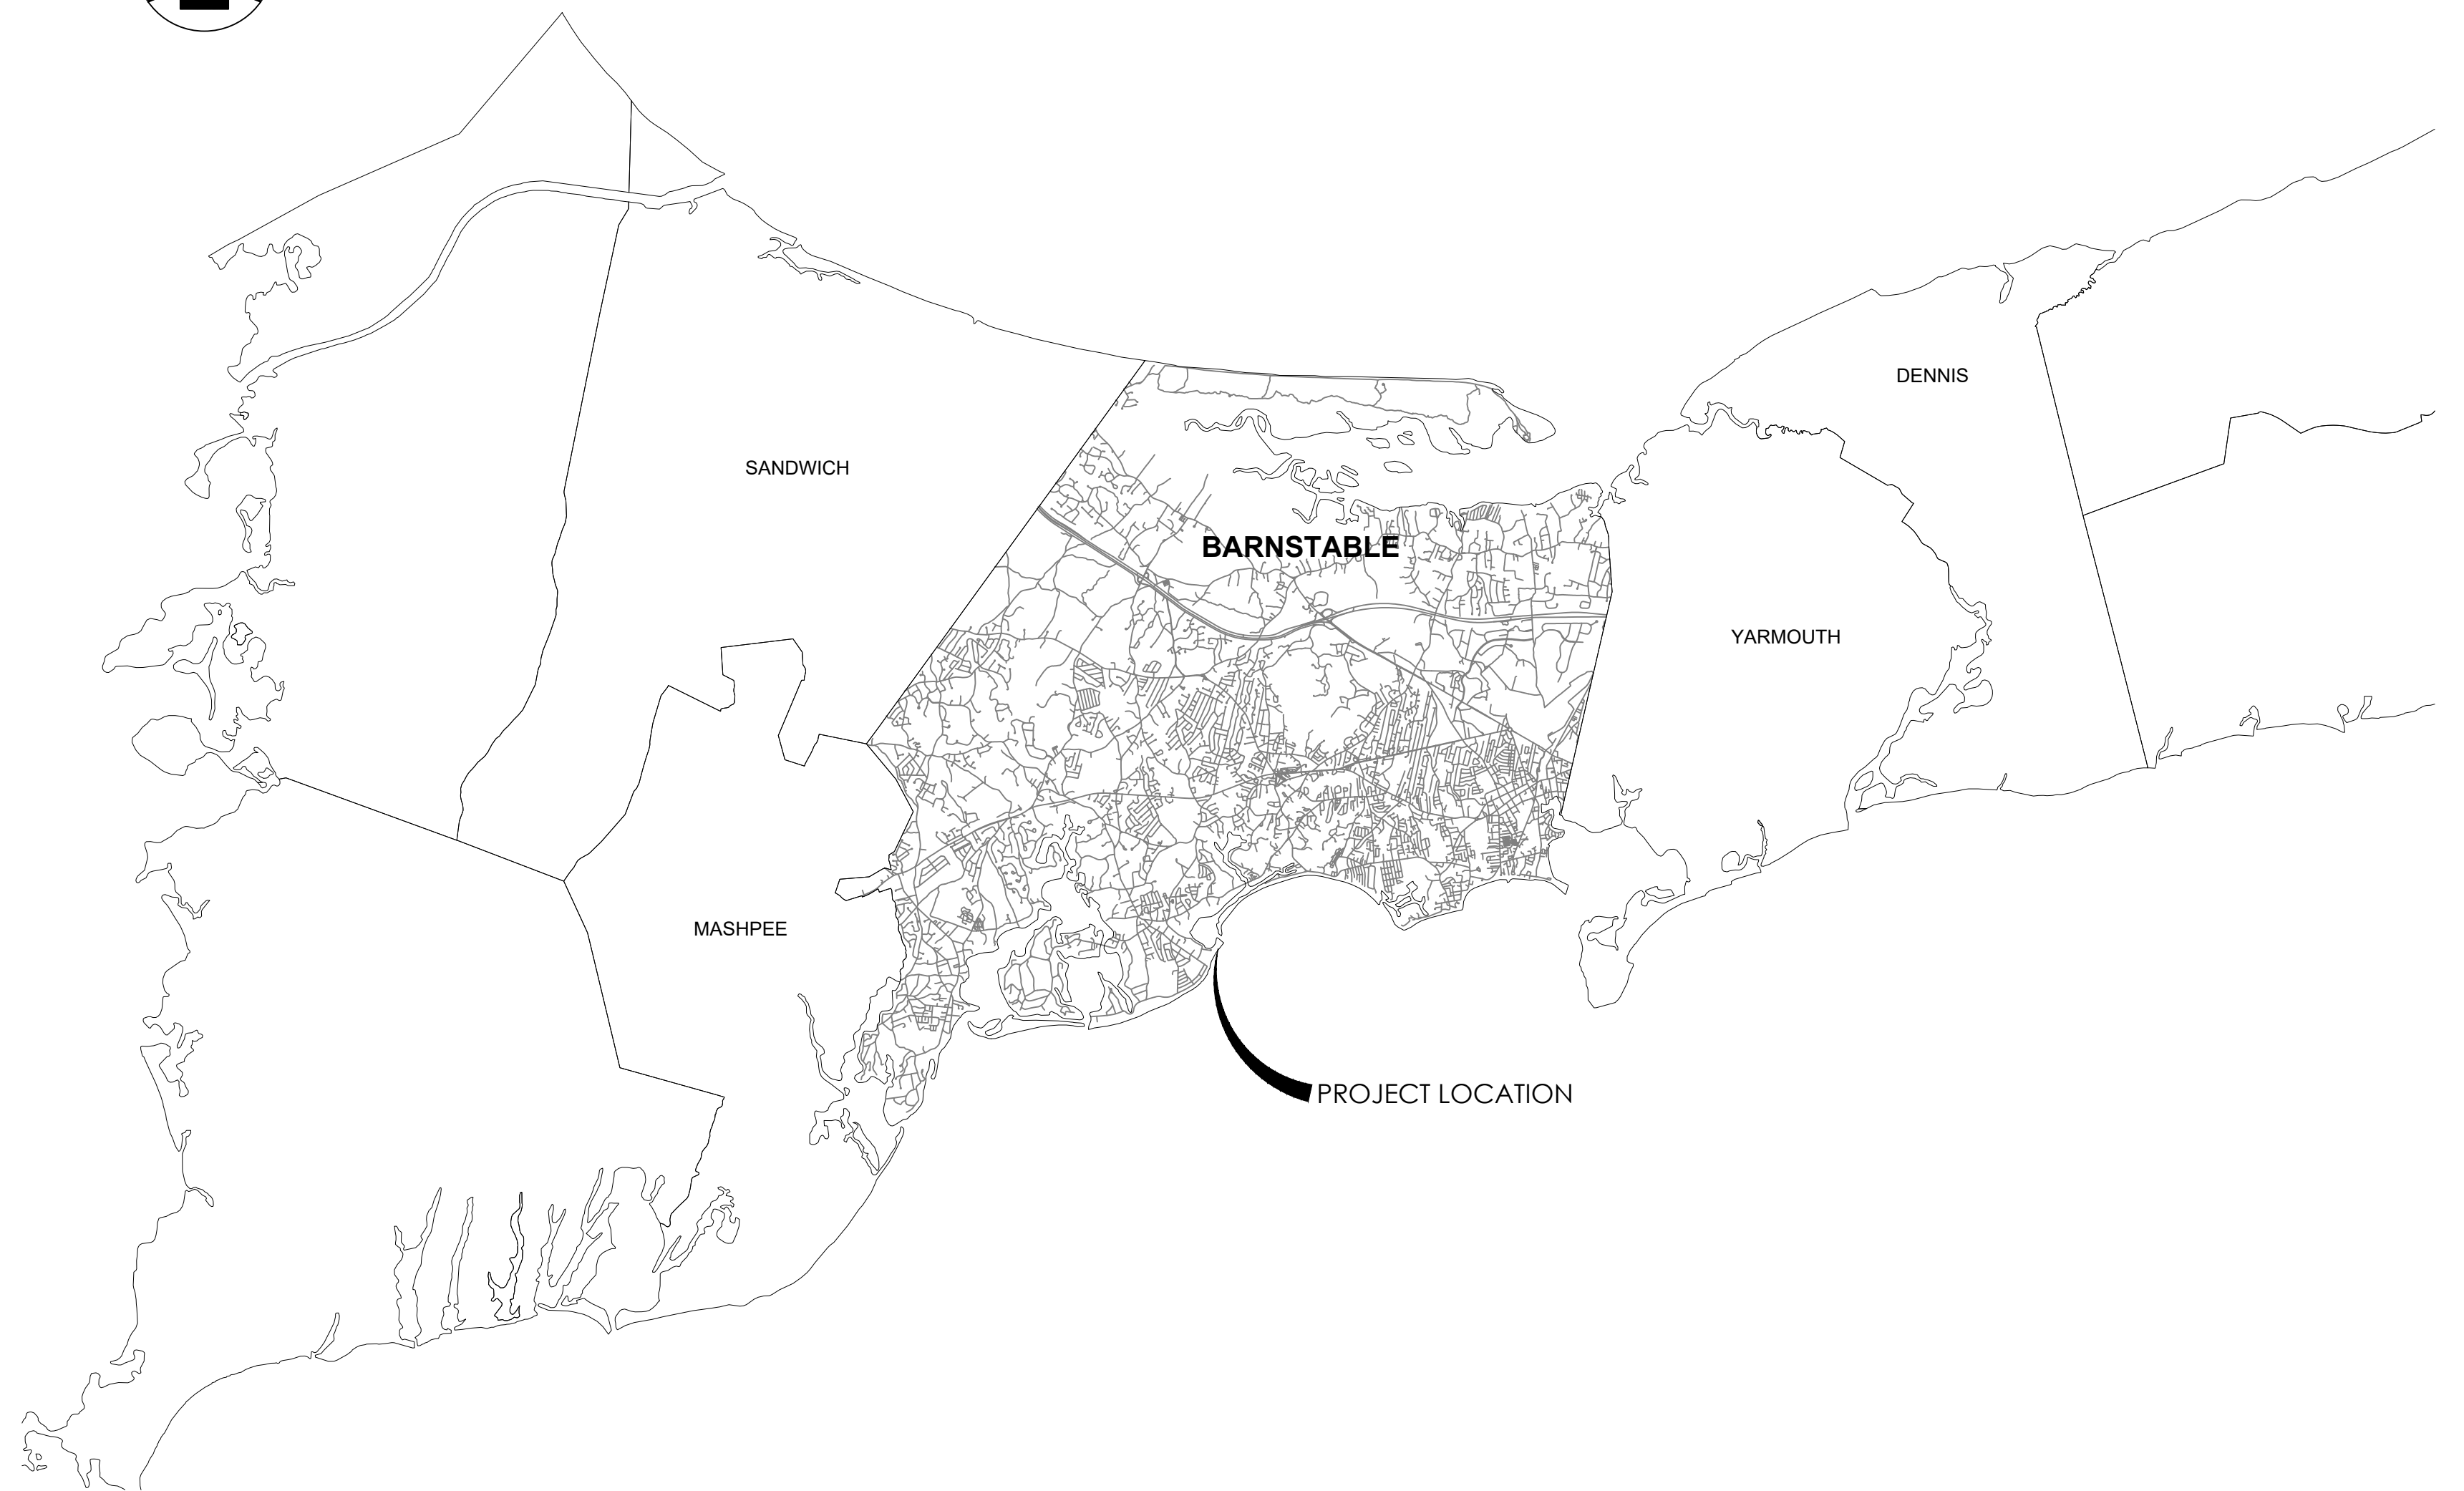 DENNIS
SANDWICH
BARNSTABLE
YARMOUTH
MASHPEE
PROJECT LOCATION